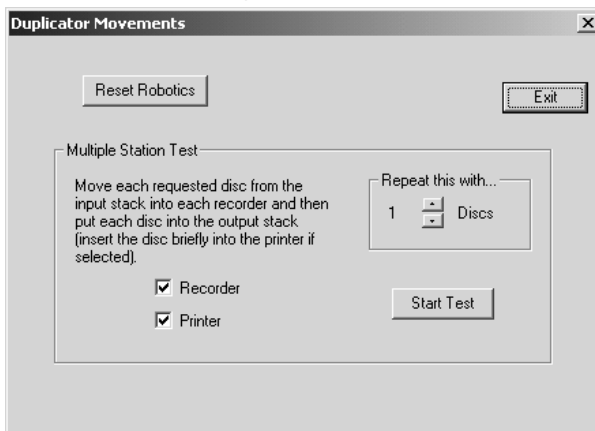 Duplicator Movements
Reset Robotics
Exit
Multiple Station Test
Move each requested disc from the
input stack into each recorder and then
put each disc into the output stack
(insert the disc briefly into the printer if
selected).
Repeat this with...
1 Discs
Recorder
Printer
Start Test